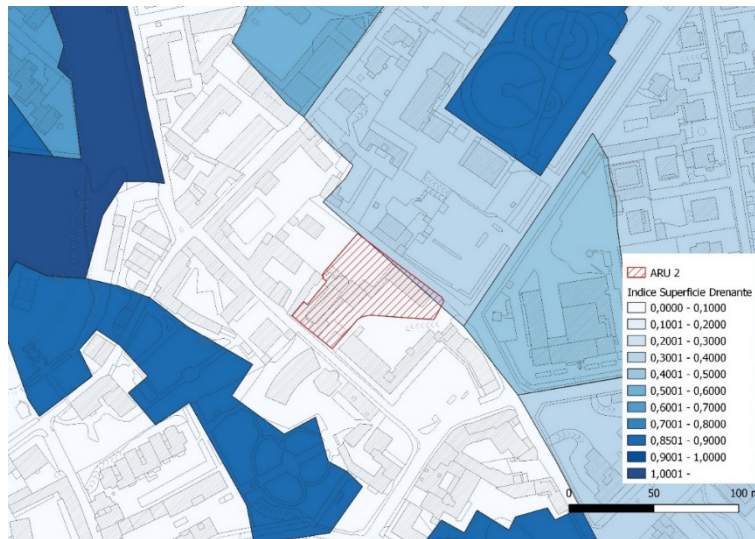 ARU 2
Indice Superficie Drenante
0,0000 - 0,1000
0,1001 - 0,2000
0,2001 - 0,3000
0,3001 - 0,4000
0,4001 - 0,5000
0,5001 - 0,6000
0,6001 - 0,7000
0,7001 - 0,8000
0,8501 - 0,9000
0,9001 - 1,0000
1,0001 -
0 50 100 m